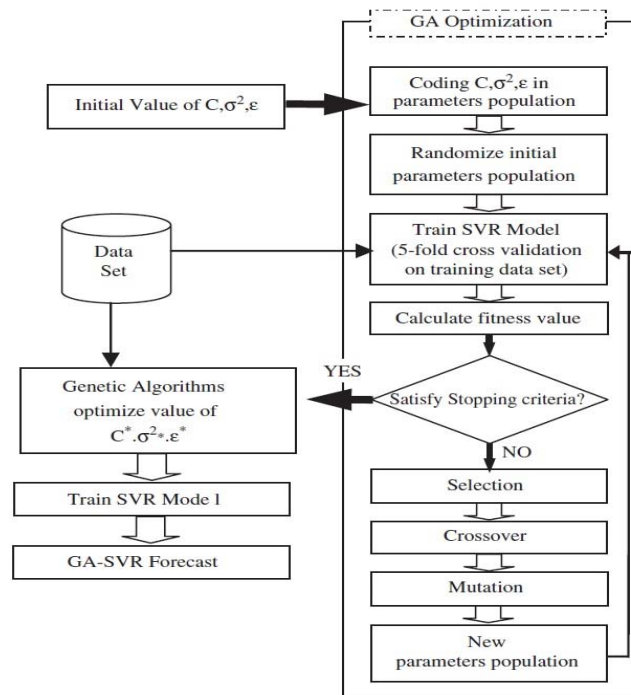 GA Optimization
Initial Value of C,σ²,ε
Coding C,σ²,ε in
parameters population
Randomize initial
parameters population
Data
Set
Train SVR Model
(5-fold cross validation
on training data set)
Calculate fitness value
YES
Satisfy Stopping criteria?
NO
Genetic Algorithms
optimize value of
C*.σ²*.ε*
Train SVR Mode l
GA-SVR Forecast
Selection
Crossover
Mutation
New
parameters population